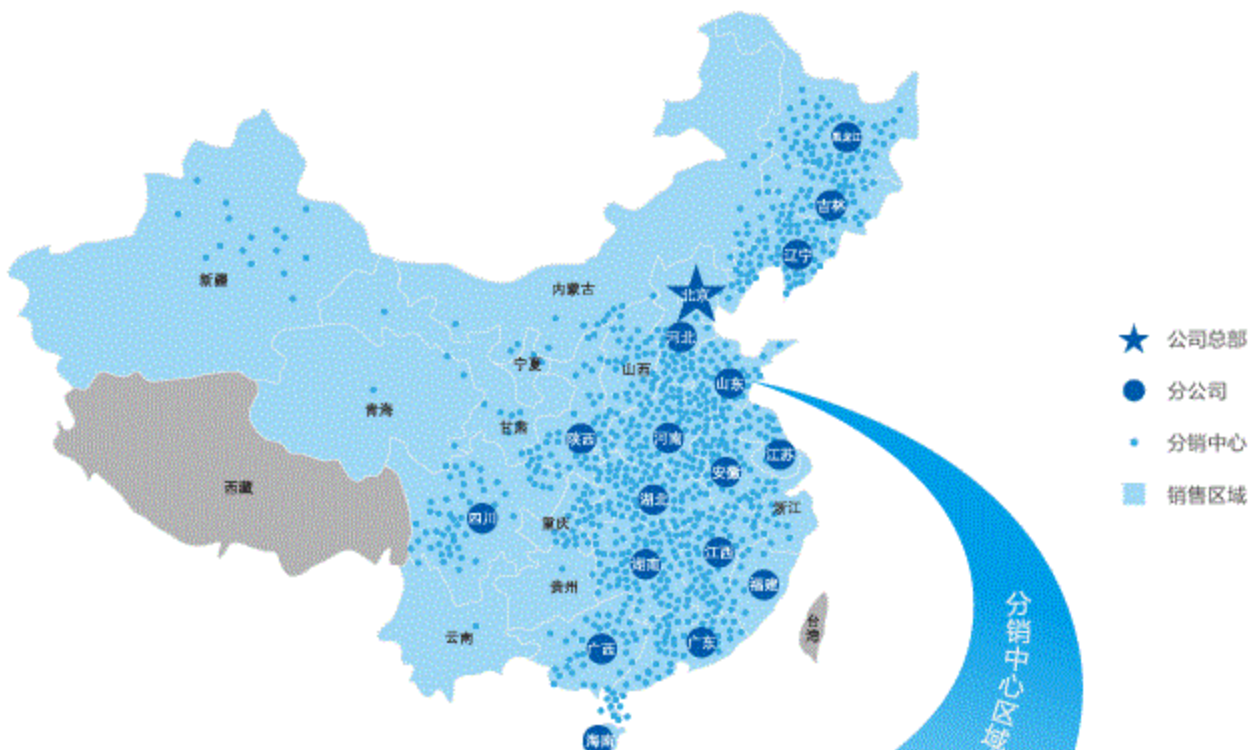 黑龙江
吉林
辽宁
北京
内蒙古
新疆
河北
宁夏
山西
山东
青海
甘肃
陕西
河南
江苏
安徽
西藏
四川
湖北
重庆
浙江
江西
湖南
贵州
福建
云南
广西
广东
台湾
海南
公司总部
分公司
分销中心
销售区域
分销中心区域